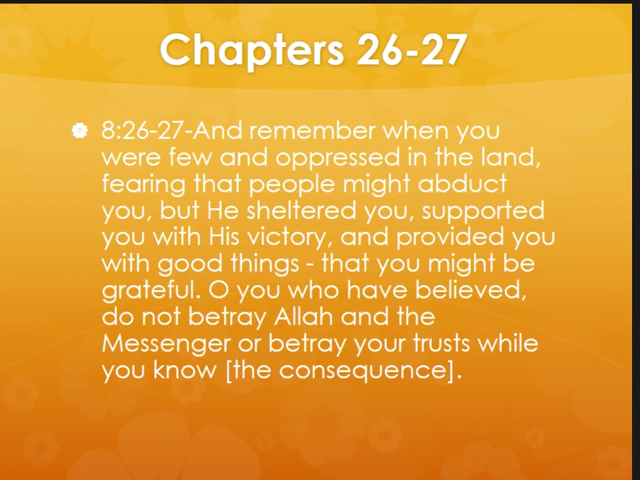 Chapters 26-27
8:26-27-And remember when you
were few and oppressed in the land,
fearing that people might abduct
you, but He sheltered you, supported
you with His victory, and provided you
with good things - that you might be
grateful. O you who have believed,
do not betray Allah and the
Messenger or betray your trusts while
you know [the consequence].